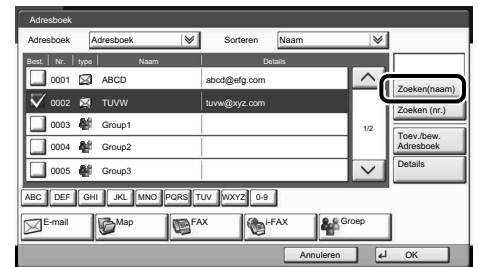 Adresboek
Adresboek Adresboek Sorteren Naam
Best. Nr. type Naam Details
0001 ABCD abcd@efg.com
0002 TUVW tuvw@xyz.com
0003 Group1
0004 Group2
0005 Group3
1/2
Zoeken(naam)
Zoeken (nr.)
Toev./bew.
Adresboek
Details
ABC DEF GHI JKL MNO PQRS TUV WXYZ 0-9
E-mail Map FAX i-FAX Groep
Annuleren OK